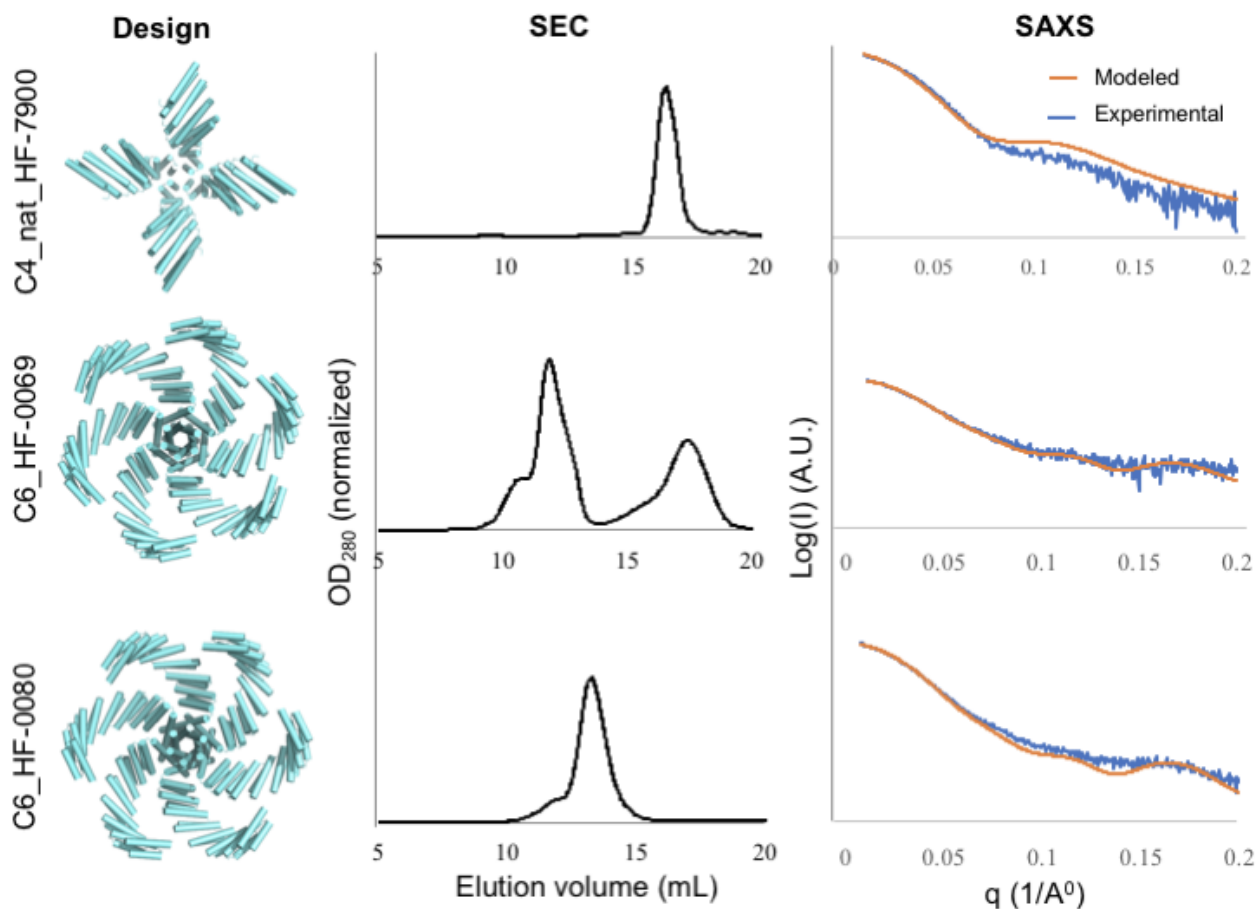 Design
SEC
SAXS
C4_nat_HF-7900
Modeled
Experimental
5 10 15 20
0 0.05 0.1 0.15 0.2
C6_HF-0069
OD280 (normalized)
Log(I) (A.U.)
5 10 15 20
0 0.05 0.1 0.15 0.2
C6_HF-0080
5 10 15 20
0 0.05 0.1 0.15 0.2
Elution volume (mL)
q (1/A⁰)